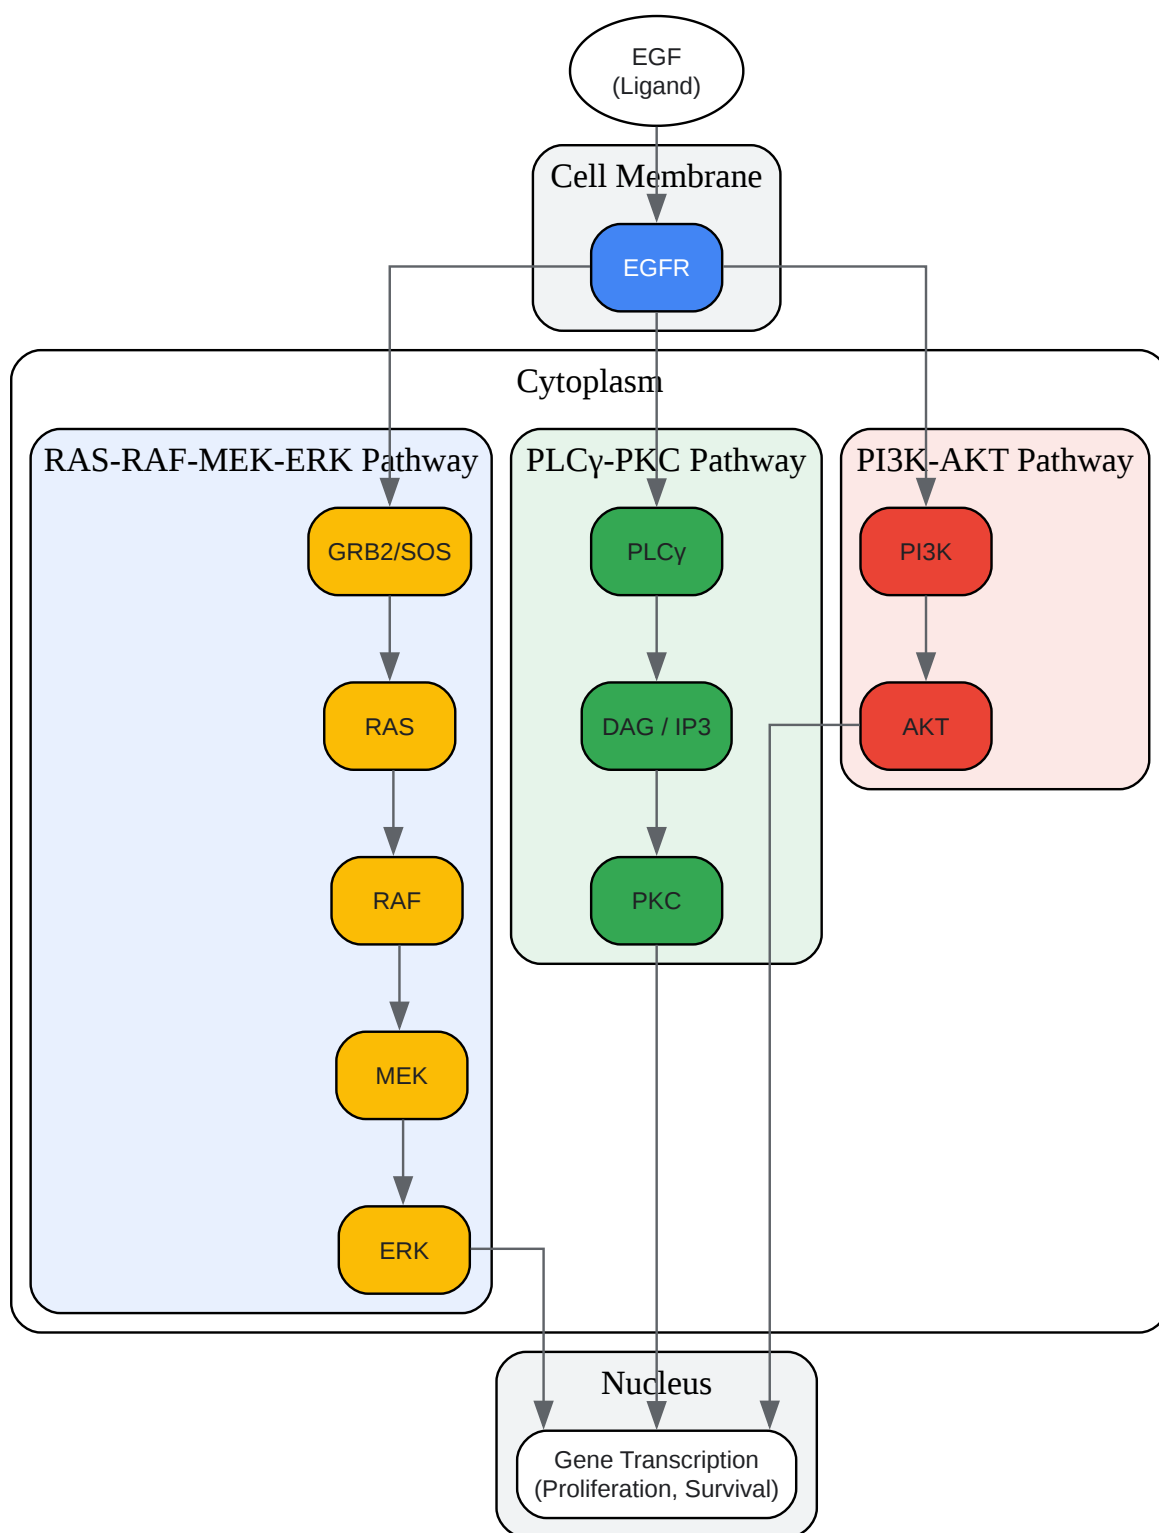 EGF
(Ligand)
Cell Membrane
EGFR
Cytoplasm
RAS-RAF-MEK-ERK Pathway
PLCγ-PKC Pathway
PI3K-AKT Pathway
GRB2/SOS
PLCγ
PI3K
RAS
DAG / IP3
AKT
RAF
PKC
MEK
ERK
Nucleus
Gene Transcription
(Proliferation, Survival)